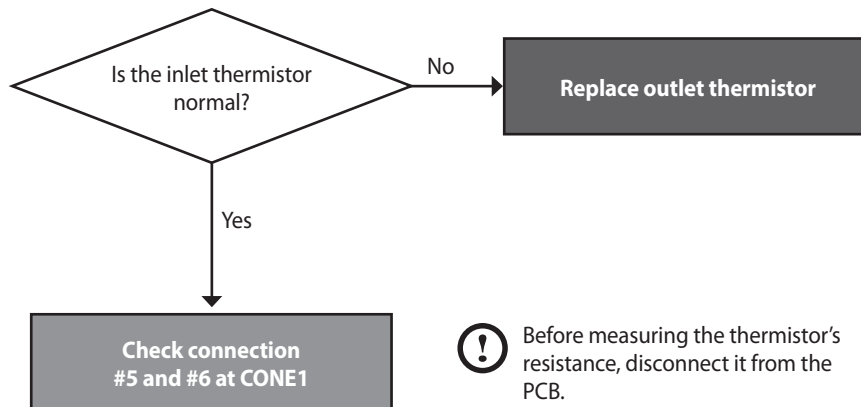 Is the inlet thermistor
normal?
No
Replace outlet thermistor
Yes
Check connection
#5 and #6 at CONE1
Before measuring the thermistor's
resistance, disconnect it from the
PCB.